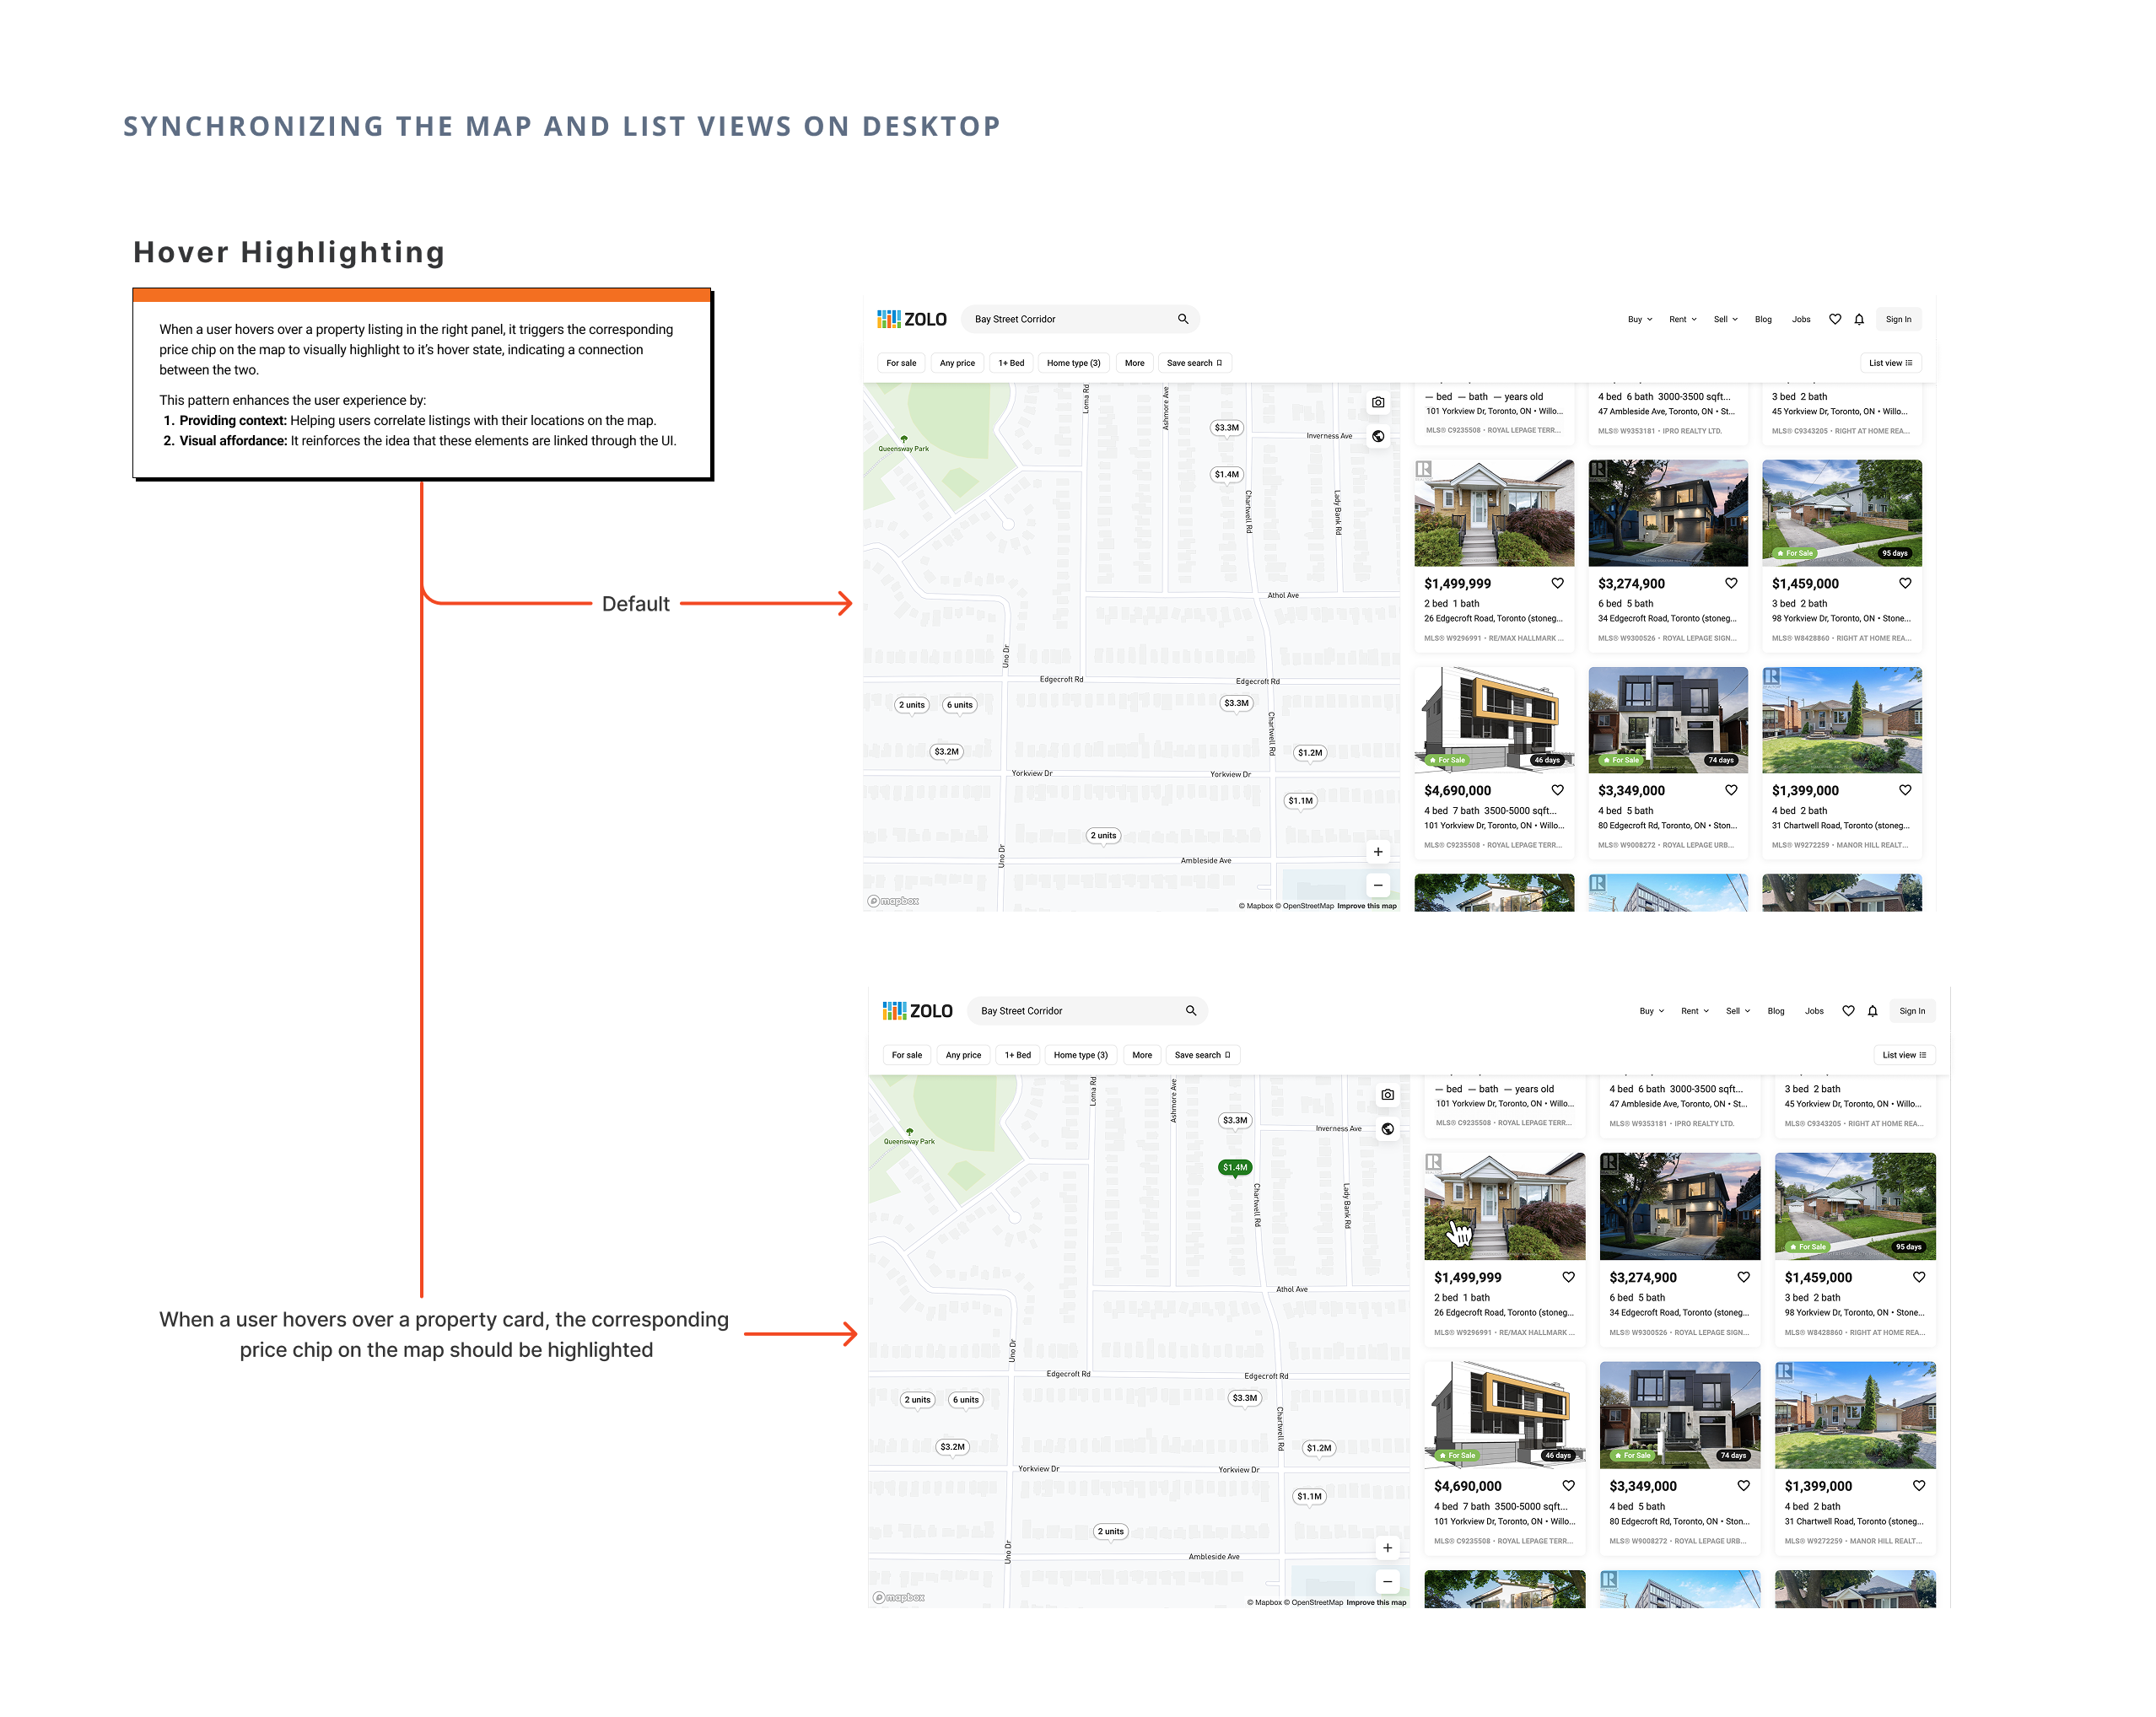 SYNCHRONIZING THE MAP AND LIST VIEWS ON DESKTOP
Hover Highlighting
When a user hovers over a property listing in the right panel, it triggers the corresponding
price chip on the map to visually highlight to it's hover state, indicating a connection
between the two.
This pattern enhances the user experience by:
1. Providing context: Helping users correlate listings with their locations on the map.
2. Visual affordance: It reinforces the idea that these elements are linked through the UI.
Default
When a user hovers over a property card, the corresponding
price chip on the map should be highlighted
ZOLO
Bay Street Corridor
Buy
Rent
Sell
Blog
Jobs
Sign In
For sale
Any price
1+ Bed
Home type (3)
More
Save search
List view
Loma Rd
Ashmore Ave
$3.3M
Inverness Ave
Queensway Park
$1.4M
Chartwell Rd
Lady Bank Rd
Athol Ave
Uno Dr
Edgecroft Rd
Edgecroft Rd
2 units
6 units
$3.3M
Chartwell Rd
$3.2M
$1.2M
Yorkview Dr
Yorkview Dr
$1.1M
2 units
Uno Dr
Ambleside Ave
+
−
mapbox
© Mapbox © OpenStreetMap Improve this map
— bed — bath — years old
101 Yorkview Dr, Toronto, ON • Willo...
MLS® C9235508 • ROYAL LEPAGE TERR...
4 bed 6 bath 3000-3500 sqft...
47 Ambleside Ave, Toronto, ON • St...
MLS® W9353181 • IPRO REALTY LTD.
3 bed 2 bath
45 Yorkview Dr, Toronto, ON • Willo...
MLS® C9343205 • RIGHT AT HOME REA...
$1,499,999
2 bed 1 bath
26 Edgecroft Road, Toronto (stoneg...
MLS® W9296991 • RE/MAX HALLMARK ...
$3,274,900
6 bed 5 bath
34 Edgecroft Road, Toronto (stoneg...
MLS® W9300526 • ROYAL LEPAGE SIGN...
For Sale
95 days
$1,459,000
3 bed 2 bath
98 Yorkview Dr, Toronto, ON • Stone...
MLS® W8428860 • RIGHT AT HOME REA...
For Sale
46 days
$4,690,000
4 bed 7 bath 3500-5000 sqft...
101 Yorkview Dr, Toronto, ON • Willo...
MLS® C9235508 • ROYAL LEPAGE TERR...
For Sale
74 days
$3,349,000
4 bed 5 bath
80 Edgecroft Rd, Toronto, ON • Ston...
MLS® W9008272 • ROYAL LEPAGE URB...
$1,399,000
4 bed 2 bath
31 Chartwell Road, Toronto (stoneg...
MLS® W9272259 • MANOR HILL REALT...
ZOLO
Bay Street Corridor
Buy
Rent
Sell
Blog
Jobs
Sign In
For sale
Any price
1+ Bed
Home type (3)
More
Save search
List view
Loma Rd
Ashmore Ave
$3.3M
Inverness Ave
Queensway Park
$1.4M
Chartwell Rd
Lady Bank Rd
Athol Ave
Uno Dr
Edgecroft Rd
Edgecroft Rd
2 units
6 units
$3.3M
Chartwell Rd
$3.2M
$1.2M
Yorkview Dr
Yorkview Dr
$1.1M
2 units
Uno Dr
Ambleside Ave
+
−
mapbox
© Mapbox © OpenStreetMap Improve this map
— bed — bath — years old
101 Yorkview Dr, Toronto, ON • Willo...
MLS® C9235508 • ROYAL LEPAGE TERR...
4 bed 6 bath 3000-3500 sqft...
47 Ambleside Ave, Toronto, ON • St...
MLS® W9353181 • IPRO REALTY LTD.
3 bed 2 bath
45 Yorkview Dr, Toronto, ON • Willo...
MLS® C9343205 • RIGHT AT HOME REA...
$1,499,999
2 bed 1 bath
26 Edgecroft Road, Toronto (stoneg...
MLS® W9296991 • RE/MAX HALLMARK ...
$3,274,900
6 bed 5 bath
34 Edgecroft Road, Toronto (stoneg...
MLS® W9300526 • ROYAL LEPAGE SIGN...
For Sale
95 days
$1,459,000
3 bed 2 bath
98 Yorkview Dr, Toronto, ON • Stone...
MLS® W8428860 • RIGHT AT HOME REA...
For Sale
46 days
$4,690,000
4 bed 7 bath 3500-5000 sqft...
101 Yorkview Dr, Toronto, ON • Willo...
MLS® C9235508 • ROYAL LEPAGE TERR...
For Sale
74 days
$3,349,000
4 bed 5 bath
80 Edgecroft Rd, Toronto, ON • Ston...
MLS® W9008272 • ROYAL LEPAGE URB...
$1,399,000
4 bed 2 bath
31 Chartwell Road, Toronto (stoneg...
MLS® W9272259 • MANOR HILL REALT...